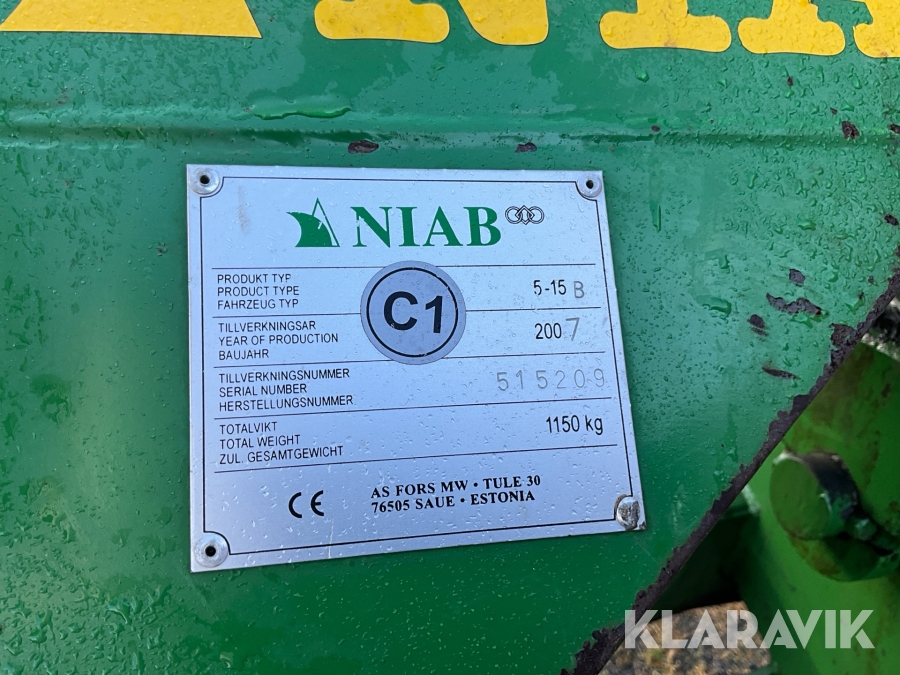 NIAB
PRODUKT TYP
PRODUCT TYPE
FAHRZEUG TYP
5-15 B
C1
TILLVERKNINGSAR
YEAR OF PRODUCTION
BAUJAHR
2007
TILLVERKNINGSNUMMER
SERIAL NUMBER
HERSTELLUNGSNUMMER
515209
TOTALVIKT
TOTAL WEIGHT
ZUL. GESAMTGEWICHT
1150 kg
CE
AS FORS MW • TULE 30
76505 SAUE • ESTONIA
KLARAVIK